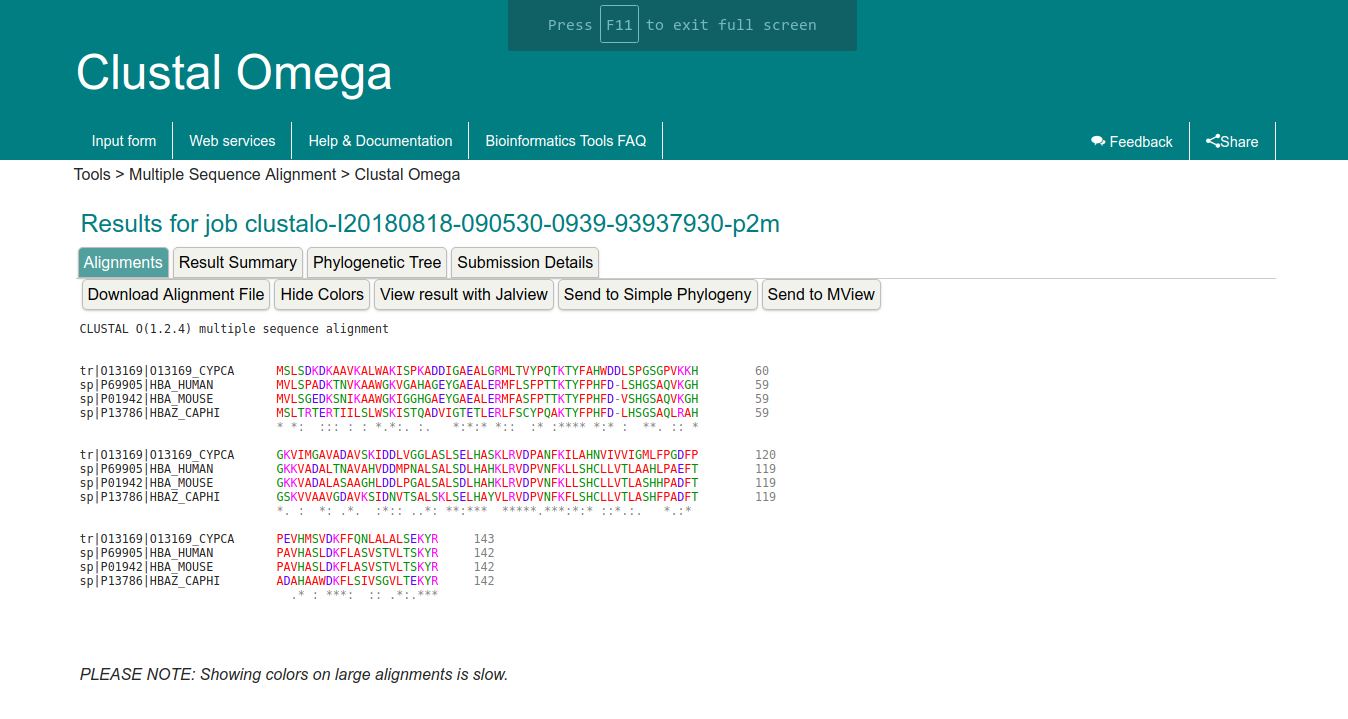 Press F11 to exit full screen
Clustal Omega
Input form Web services Help & Documentation Bioinformatics Tools FAQ Feedback Share
Tools > Multiple Sequence Alignment > Clustal Omega
Results for job clustalo-I20180818-090530-0939-93937930-p2m
Alignments Result Summary Phylogenetic Tree Submission Details
Download Alignment File Hide Colors View result with Jalview Send to Simple Phylogeny Send to MView
CLUSTAL O(1.2.4) multiple sequence alignment
tr|O13169|O13169_CYPCA MSLSDKDKAAVKALWAKISPKADDIGAEALGRMLTVYPQTKTYFAHWDDLSPGSGPVKKH 60
sp|P69905|HBA_HUMAN MVLSPADKTNVKAAWGKVGAHAGEYGAEALERMFLSFPTTKTYFPHFD-LSHGSAQVKGH 59
sp|P01942|HBA_MOUSE MVLSGEDKSNIKAAWGKIGGHGAEYGAEALERMFASFPTTKTYFPHFD-VSHGSAQVKGH 59
sp|P13786|HBAZ_CAPHI MSLTRTERTIILSLWSKISTQADVIGTETLERLFSCYPQAKTYFPHFD-LHSGSAQLRAH 59
* *: ::: : : *.*:. :. *:*:* *:: :* :**** *:* : **. :: *
tr|O13169|O13169_CYPCA GKVIMGAVADAVSKIDDLVGGLASLSELHASKLRVDPANFKILAHNVIVVIGMLFPGDFP 120
sp|P69905|HBA_HUMAN GKKVADALTNAVAHVDDMPNALSALSDLHAHKLRVDPVNFKLLSHCLLVTLAAHLPAEFT 119
sp|P01942|HBA_MOUSE GKKVADALASAAGHLDDLPGALSALSDLHAHKLRVDPVNFKLLSHCLLVTLASHHPADFT 119
sp|P13786|HBAZ_CAPHI GSKVVAAVGDAVKSIDNVTSALSKLSELHAYVLRVDPVNFKFLSHCLLVTLASHFPADFT 119
*. : *: .*. :*:: ..*: **:*** *****.***:*:* ::*.:. *.:*
tr|O13169|O13169_CYPCA PEVHMSVDKFFQNLALALSEKYR 143
sp|P69905|HBA_HUMAN PAVHASLDKFLASVSTVLTSKYR 142
sp|P01942|HBA_MOUSE PAVHASLDKFLASVSTVLTSKYR 142
sp|P13786|HBAZ_CAPHI ADAHAAWDKFLSIVSGVLTEKYR 142
.* : ***: :: .*:.***
PLEASE NOTE: Showing colors on large alignments is slow.